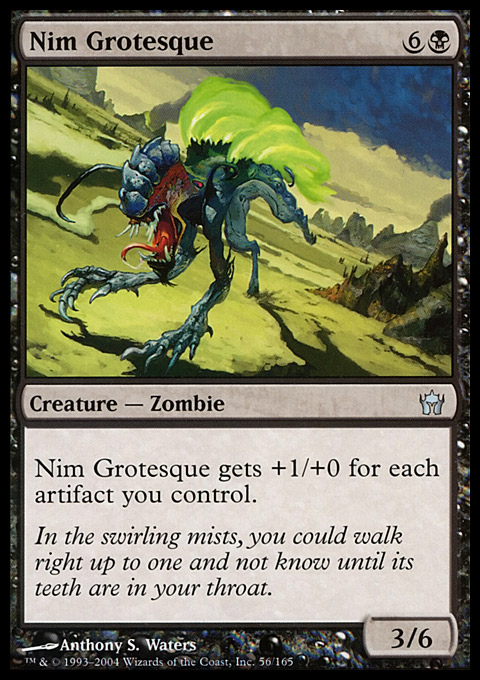 Nim Grotesque 6
Creature — Zombie
Nim Grotesque gets +1/+0 for each
artifact you control.
In the swirling mists, you could walk
right up to one and not know until its
teeth are in your throat.
Anthony S. Waters
3/6
™ & © 1993–2004 Wizards of the Coast, Inc. 56/165